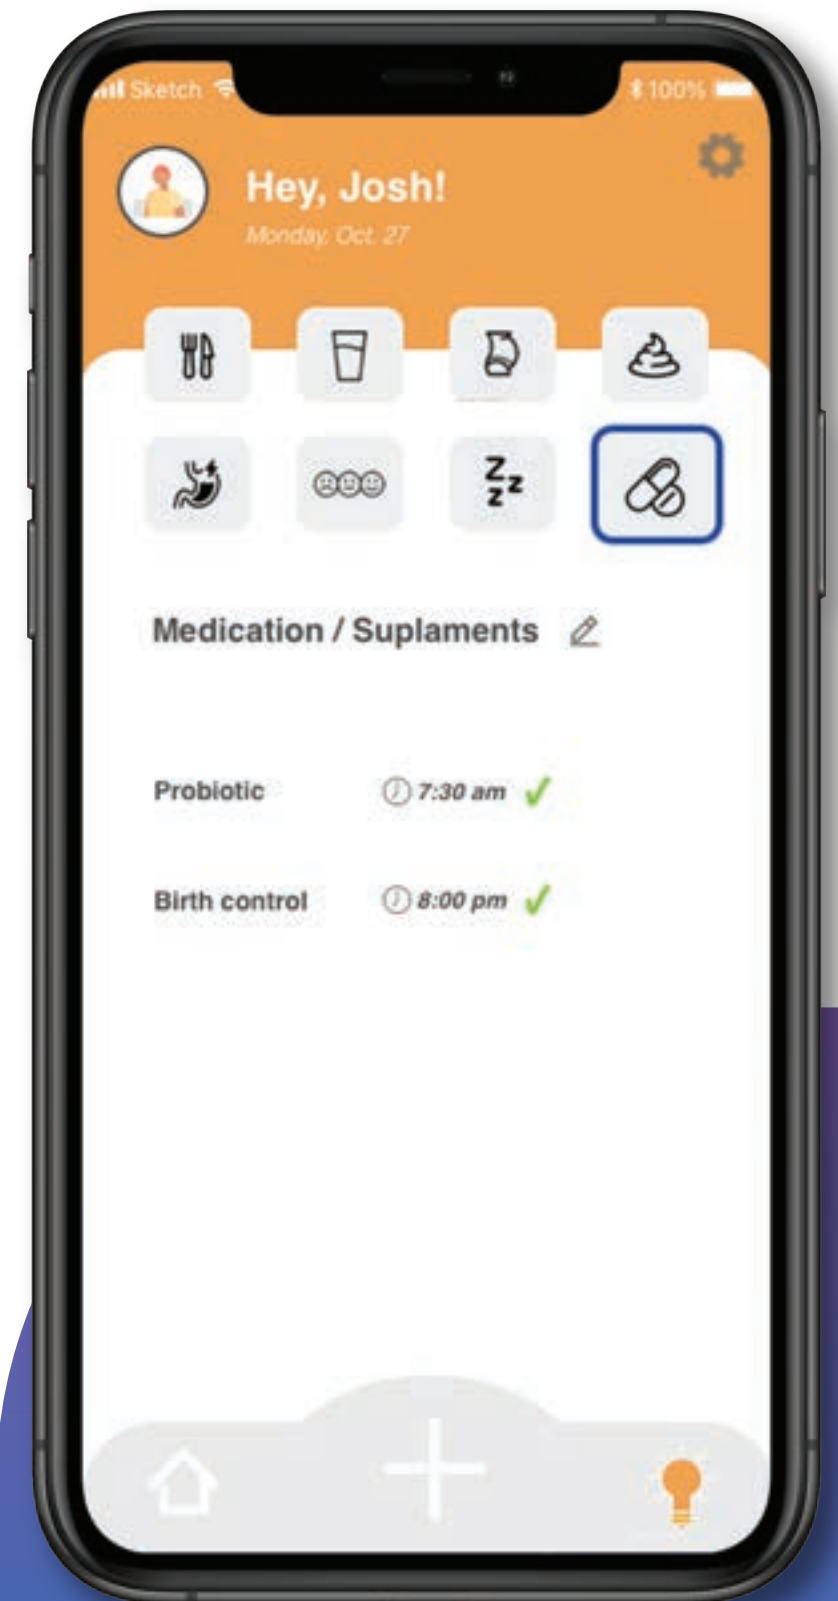 Sketch 100%
Hey, Josh!
Monday, Oct. 27
Z z z
Medication / Suplaments
Probiotic 7:30 am
Birth control 8:00 pm